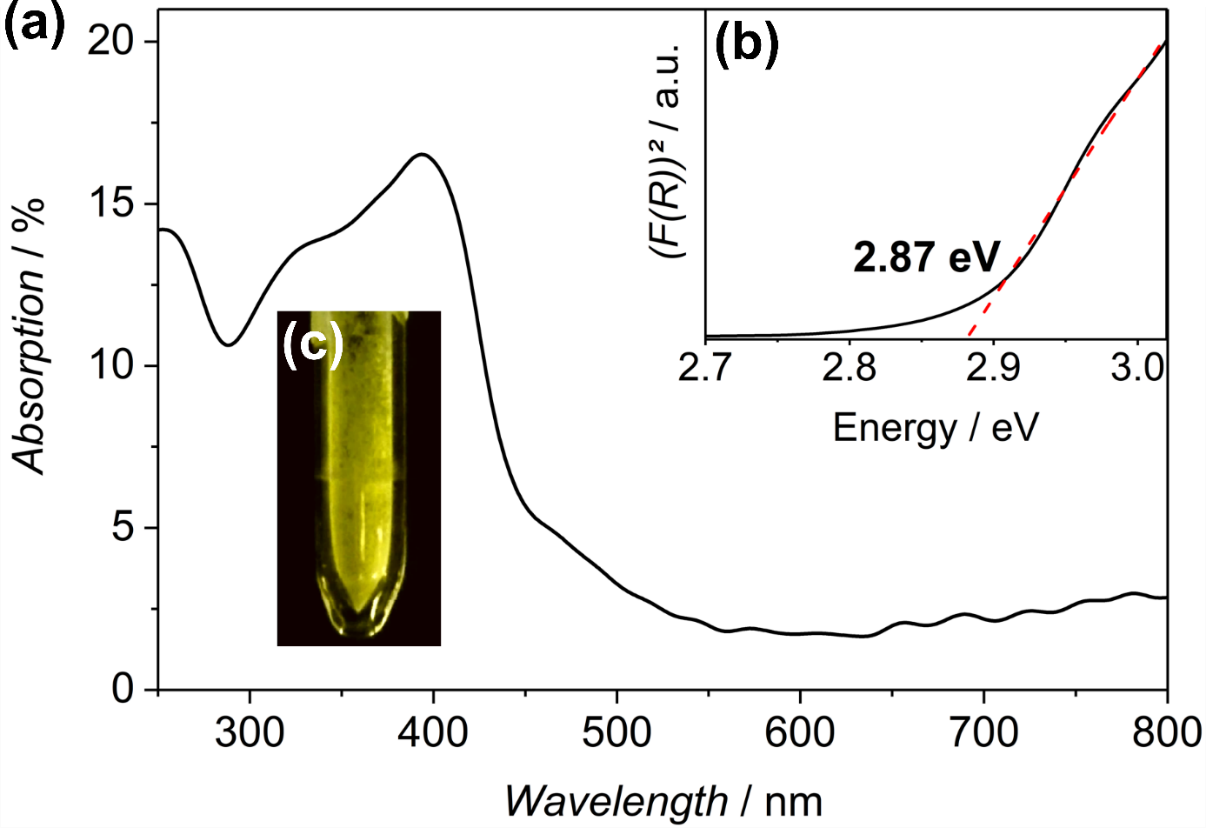 (a)
20
15
10
5
0
Absorption / %
300 400 500 600 700 800
Wavelength / nm
(b)
(F(R))² / a.u.
2.87 eV
2.7 2.8 2.9 3.0
Energy / eV
(c)